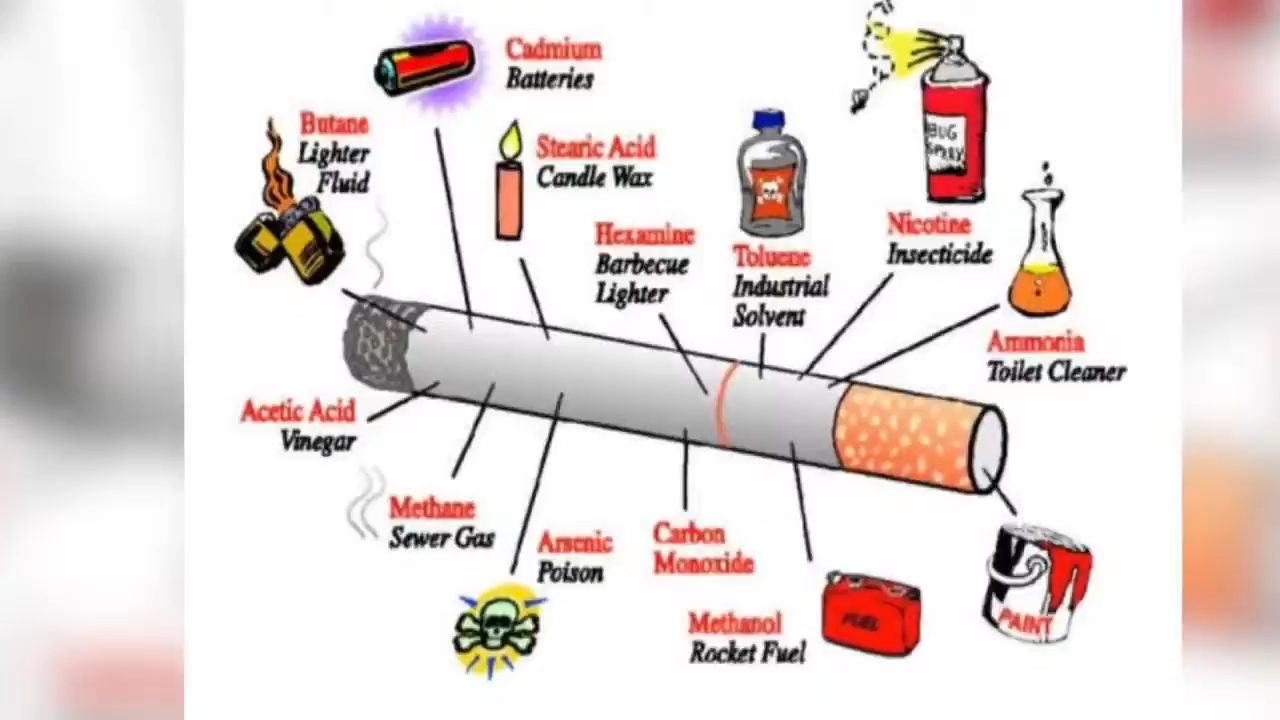 Cadmium
Batteries
Butane
Lighter
Fluid
Stearic Acid
Candle Wax
BUG
SPRAY
Hexamine
Barbecue
Lighter
Toluene
Industrial
Solvent
Nicotine
Insecticide
Ammonia
Toilet Cleaner
Acetic Acid
Vinegar
Methane
Sewer Gas
Arsenic
Poison
Carbon
Monoxide
Methanol
Rocket Fuel
FUEL
PAINT